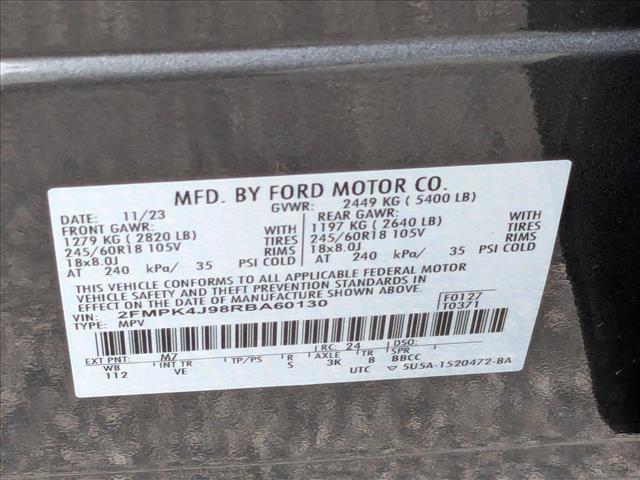 MFD. BY FORD MOTOR CO.
DATE: 11/23 GVWR: 2449 KG ( 5400 LB)
FRONT GAWR: WITH REAR GAWR: WITH
1279 KG ( 2820 LB) TIRES 1197 KG ( 2640 LB) TIRES
245/60R18 105V RIMS 245/60R18 105V RIMS
18x8.0J PSI COLD 18x8.0J PSI COLD
AT 240 kPa/ 35 AT 240 kPa/ 35
THIS VEHICLE CONFORMS TO ALL APPLICABLE FEDERAL MOTOR
VEHICLE SAFETY AND THEFT PREVENTION STANDARDS IN
EFFECT ON THE DATE OF MANUFACTURE SHOWN ABOVE.
VIN: 2FMPK4J98RBA60130 F0127
TYPE: MPV T0371
EXT PNT: M7 RC: 24 DSO:
WB INT TR TP/PS R AXLE TR SPR
112 VE S 3K 8 BBCC
UTC ▽ 5U5A-1520472-BA